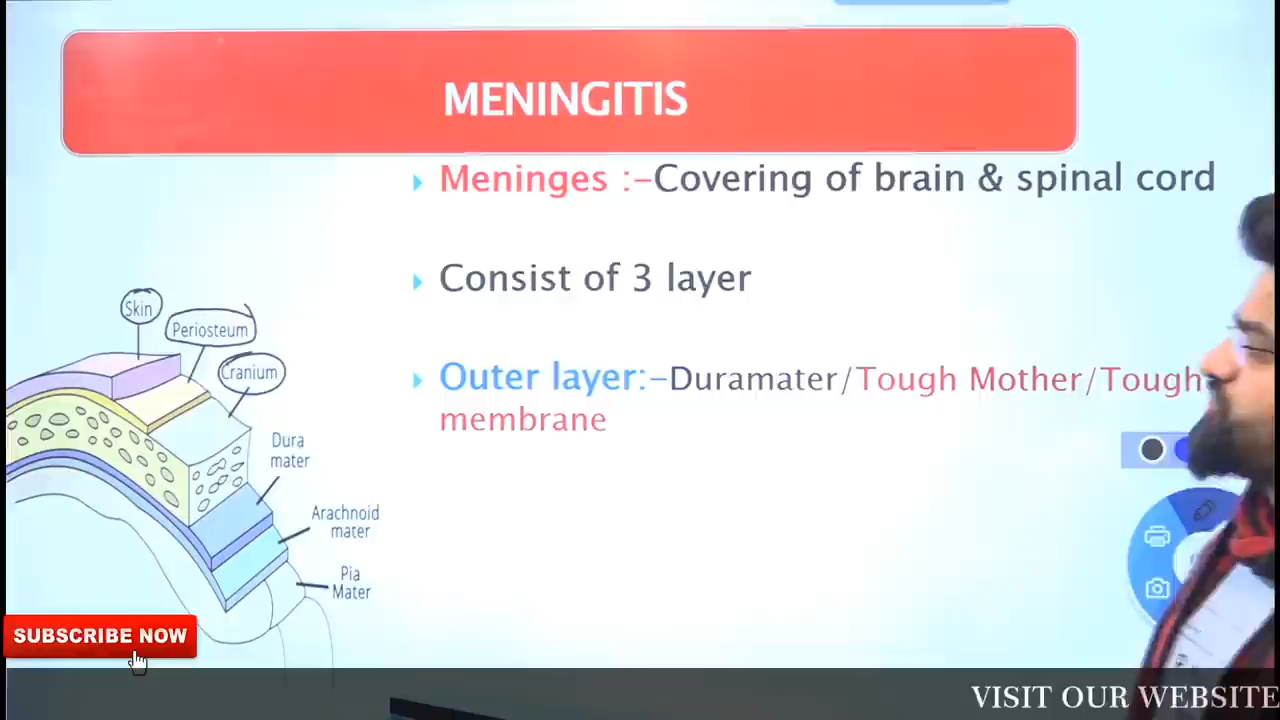 MENINGITIS
Meninges :-Covering of brain & spinal cord
Consist of 3 layer
Outer layer:-Duramater/Tough Mother/Tough
membrane
Skin
Periosteum
Cranium
Dura
mater
Arachnoid
mater
Pia
Mater
SUBSCRIBE NOW
VISIT OUR WEBSITE